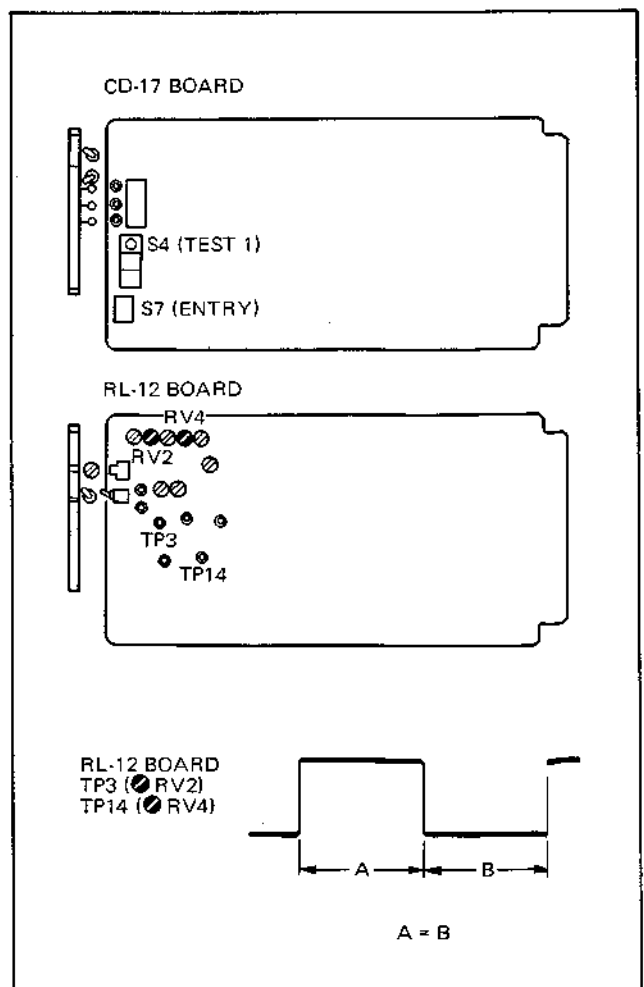 CD-17 BOARD
S4 (TEST 1)
S7 (ENTRY)
RL-12 BOARD
RV4
RV2
TP3
TP14
RL-12 BOARD
TP3 ( RV2)
TP14 ( RV4)
A
B
A = B